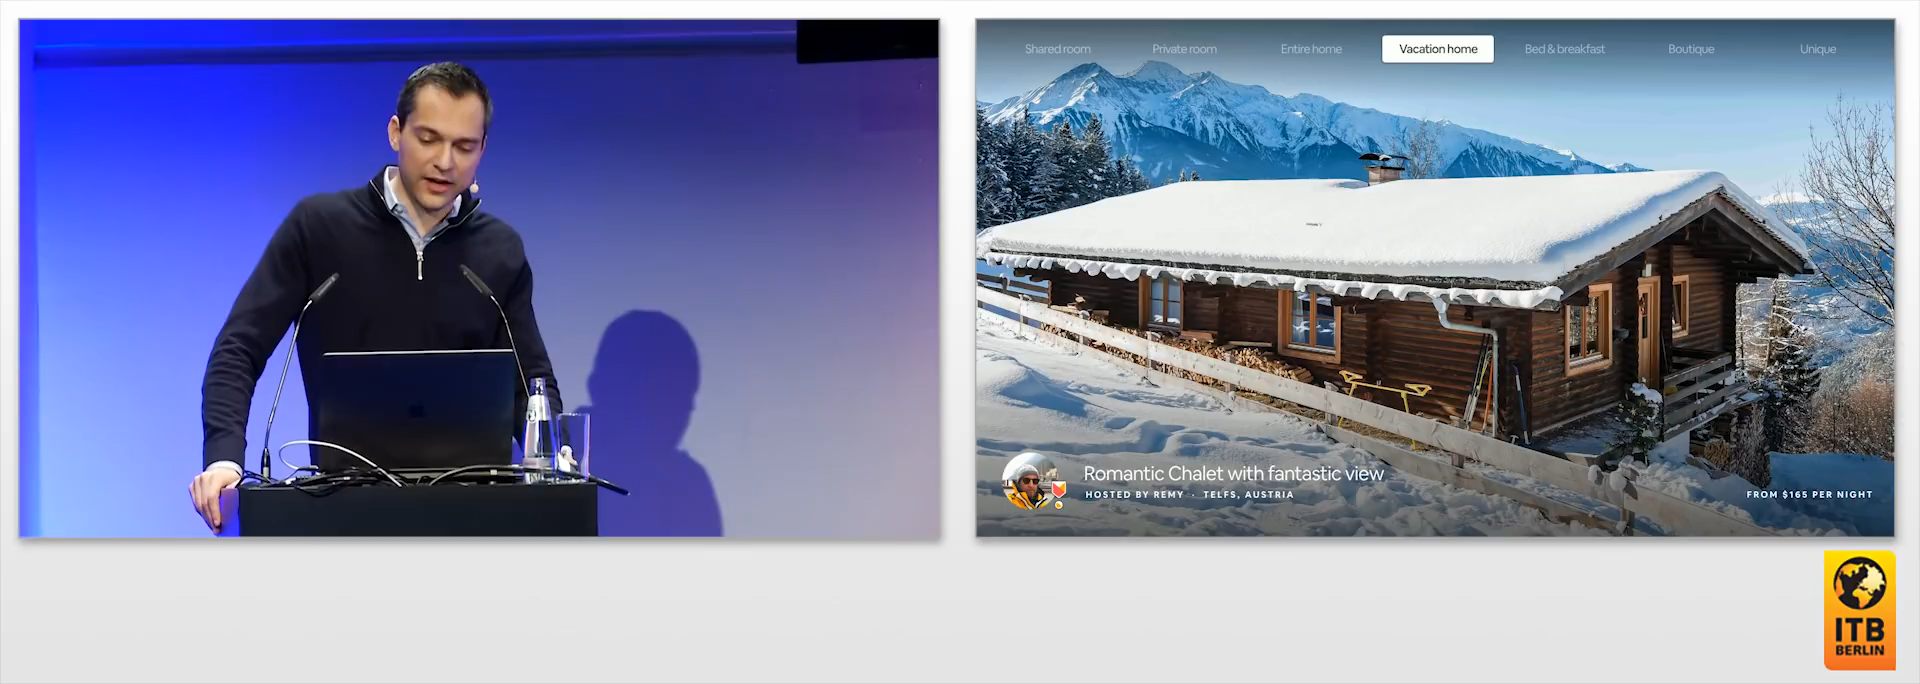 Shared room
Private room
Entire home
Vacation home
Bed & breakfast
Boutique
Unique
Romantic Chalet with fantastic view
HOSTED BY REMY · TELFS, AUSTRIA
FROM $165 PER NIGHT
ITB
BERLIN